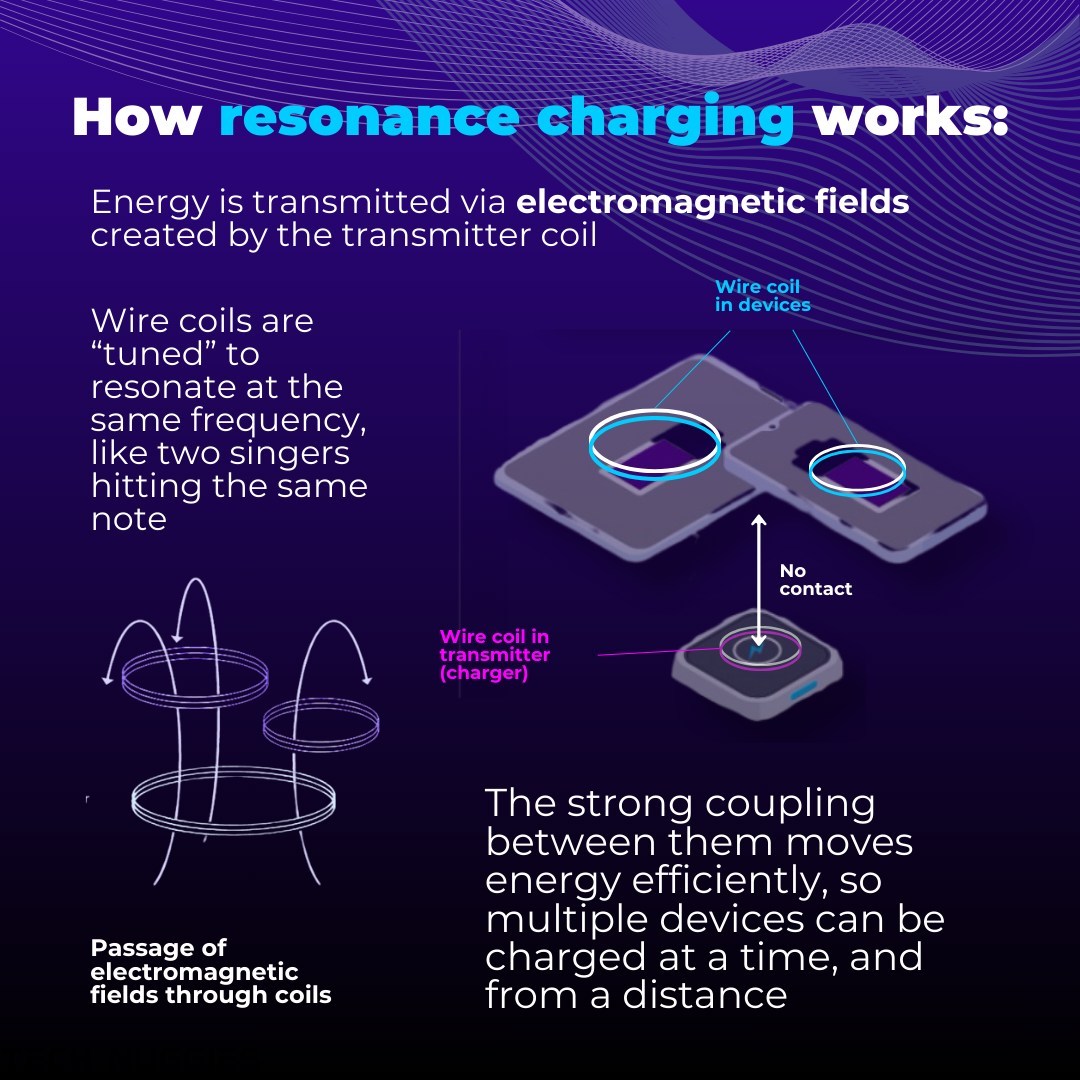 How resonance charging works:
Energy is transmitted via electromagnetic fields
created by the transmitter coil
Wire coils are
“tuned” to
resonate at the
same frequency,
like two singers
hitting the same
note
Wire coil
in devices
No
contact
Wire coil in
transmitter
(charger)
Passage of
electromagnetic
fields through coils
The strong coupling
between them moves
energy efficiently, so
multiple devices can be
charged at a time, and
from a distance